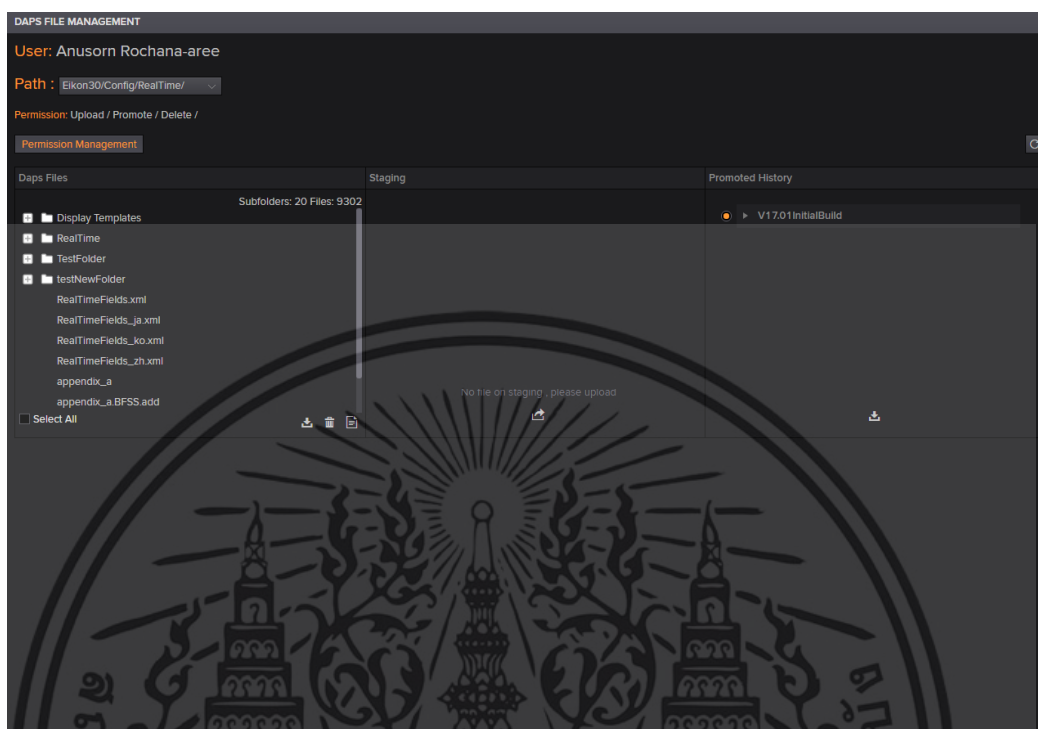 DAPS FILE MANAGEMENT
User: Anusorn Rochana-aree
Path : Eikon30/Config/RealTime/
Permission: Upload / Promote / Delete /
Permission Management
Daps Files Staging Promoted History
Subfolders: 20 Files: 9302
Display Templates
V17.01InitialBuild
RealTime
TestFolder
testNewFolder
RealTimeFields.xml
RealTimeFields_ja.xml
RealTimeFields_ko.xml
RealTimeFields_zh.xml
appendix_a
No file on staging , please upload
appendix_a.BFSS.add
Select All